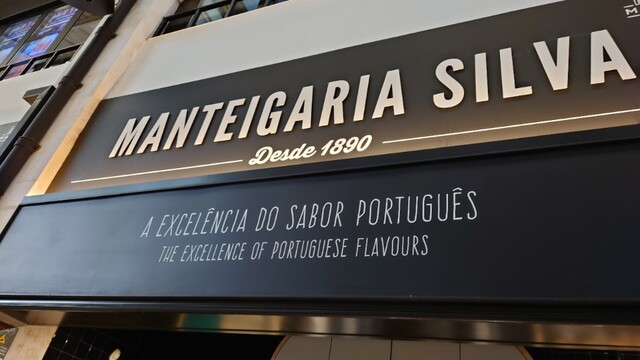 MANTEIGARIA SILVA
Desde 1890
A EXCELÊNCIA DO SABOR PORTUGUÊS
THE EXCELLENCE OF PORTUGUESE FLAVOURS